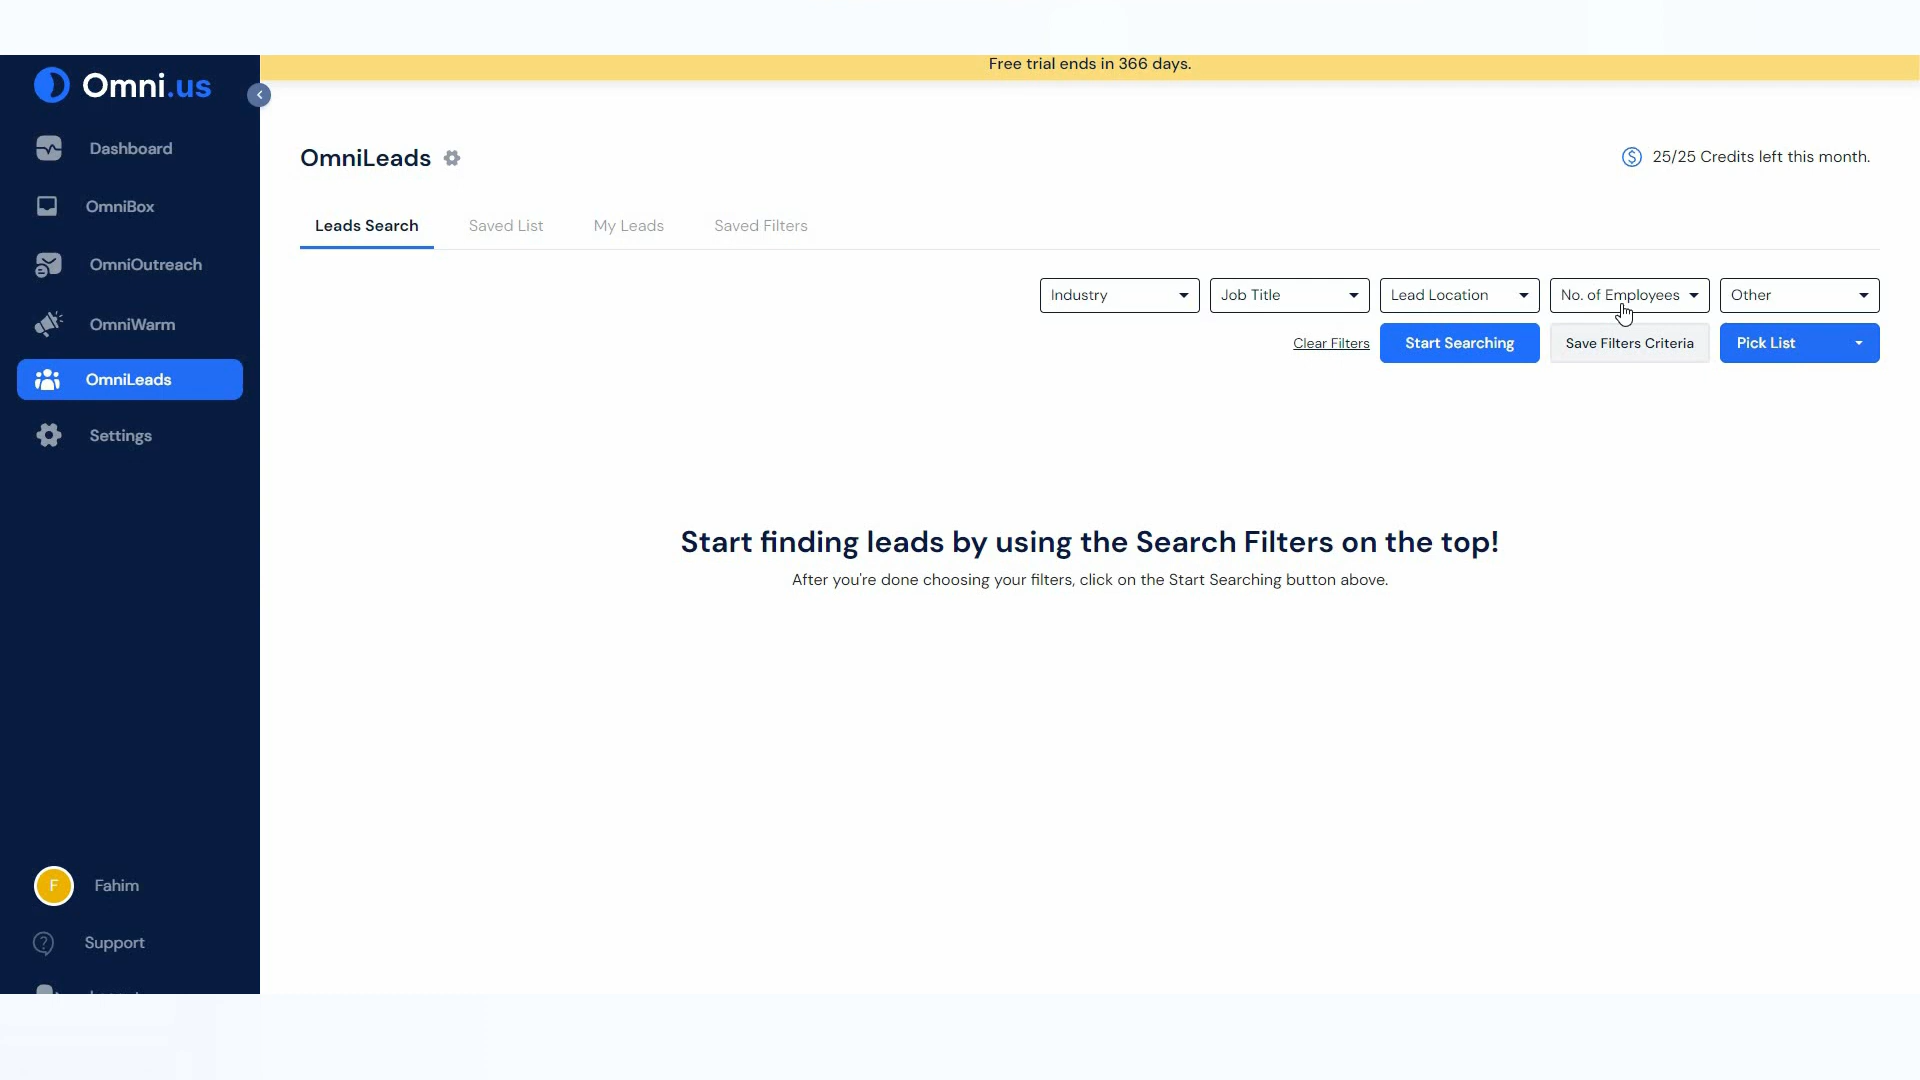 Free trial ends in 366 days.
Omni.us
Dashboard
OmniBox
OmniOutreach
OmniWarm
OmniLeads
Settings
F Fahim
Support
OmniLeads
25/25 Credits left this month.
Leads Search Saved List My Leads Saved Filters
Industry Job Title Lead Location No. of Employees Other
Clear Filters Start Searching Save Filters Criteria Pick List
Start finding leads by using the Search Filters on the top!
After you're done choosing your filters, click on the Start Searching button above.